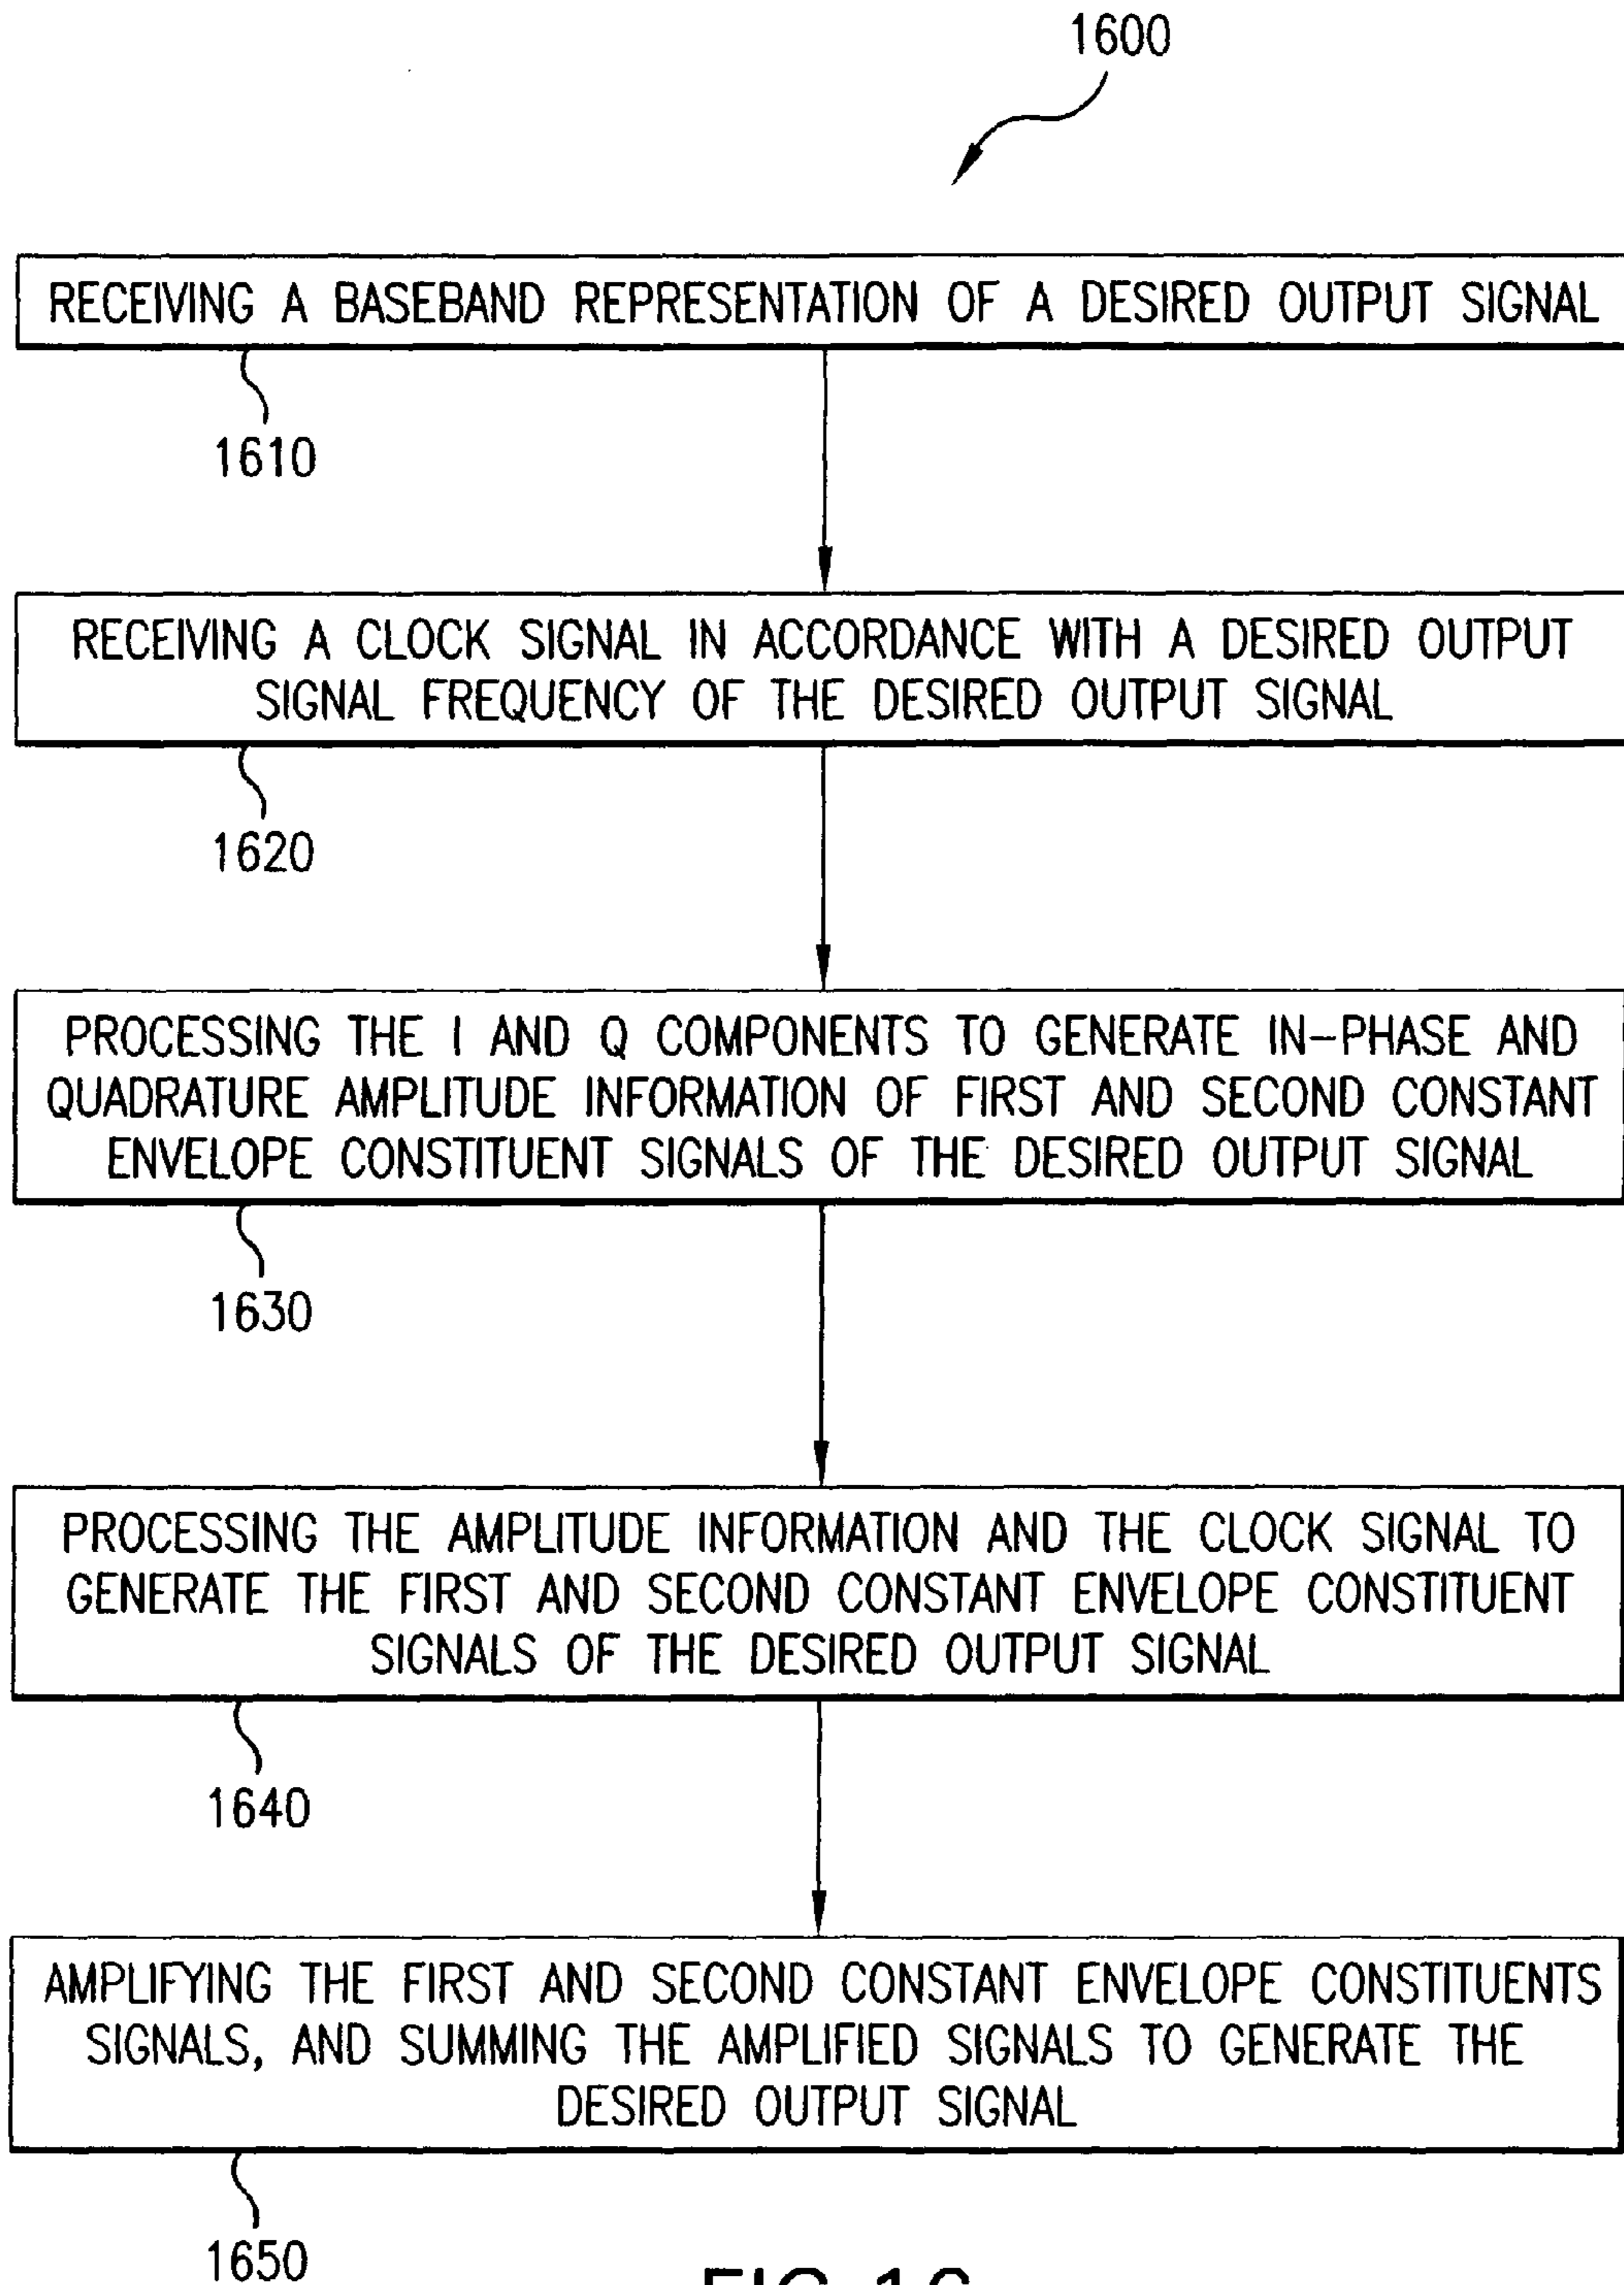 1600
RECEIVING A BASEBAND REPRESENTATION OF A DESIRED OUTPUT SIGNAL
1610
RECEIVING A CLOCK SIGNAL IN ACCORDANCE WITH A DESIRED OUTPUT
SIGNAL FREQUENCY OF THE DESIRED OUTPUT SIGNAL
1620
PROCESSING THE I AND Q COMPONENTS TO GENERATE IN-PHASE AND
QUADRATURE AMPLITUDE INFORMATION OF FIRST AND SECOND CONSTANT
ENVELOPE CONSTITUENT SIGNALS OF THE DESIRED OUTPUT SIGNAL
1630
PROCESSING THE AMPLITUDE INFORMATION AND THE CLOCK SIGNAL TO
GENERATE THE FIRST AND SECOND CONSTANT ENVELOPE CONSTITUENT
SIGNALS OF THE DESIRED OUTPUT SIGNAL
1640
AMPLIFYING THE FIRST AND SECOND CONSTANT ENVELOPE CONSTITUENTS
SIGNALS, AND SUMMING THE AMPLIFIED SIGNALS TO GENERATE THE
DESIRED OUTPUT SIGNAL
1650
FIG.16